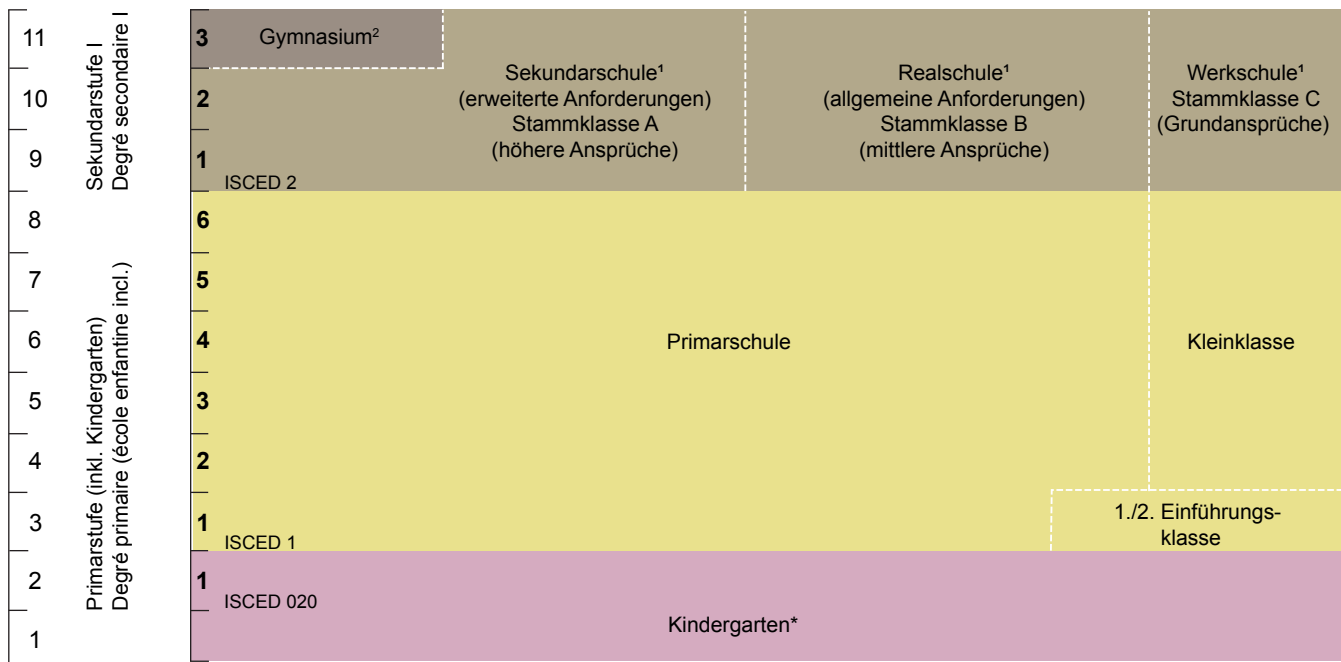 11
10
9
8
7
6
5
4
3
2
1
Sekundarstufe I
Degré secondaire I
Primarstufe (inkl. Kindergarten)
Degré primaire (école enfantine incl.)
3
2
1
6
5
4
3
2
1
1
Gymnasium²
Sekundarschule¹
(erweiterte Anforderungen)
Stammklasse A
(höhere Ansprüche)
Realschule¹
(allgemeine Anforderungen)
Stammklasse B
(mittlere Ansprüche)
Werkschule¹
Stammklasse C
(Grundansprüche)
ISCED 2
Primarschule
Kleinklasse
1./2. Einführungs-
klasse
ISCED 1
ISCED 020
Kindergarten*